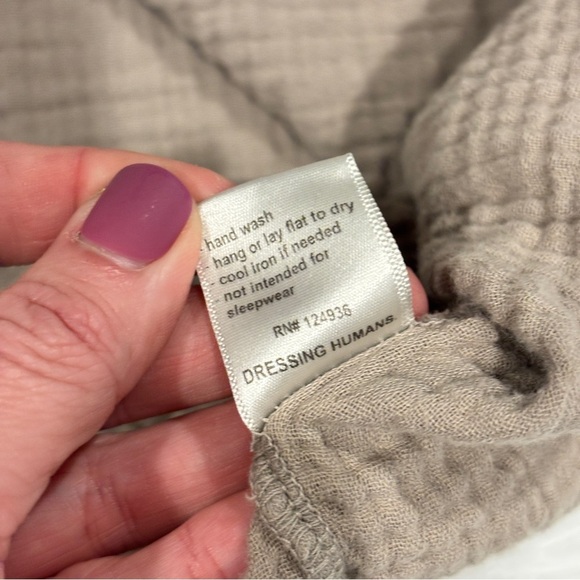 - hand wash
- hang or lay flat to dry
- cool iron if needed
- not intended for
sleepwear
RN# 124936
DRESSING HUMANS